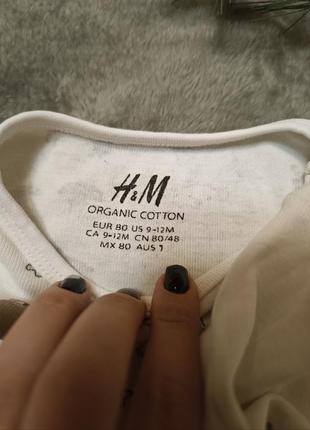 H&M
ORGANIC COTTON
EUR 80 US 9-12M
CA 9-12M CN 80/48
MX 80 AUS 1